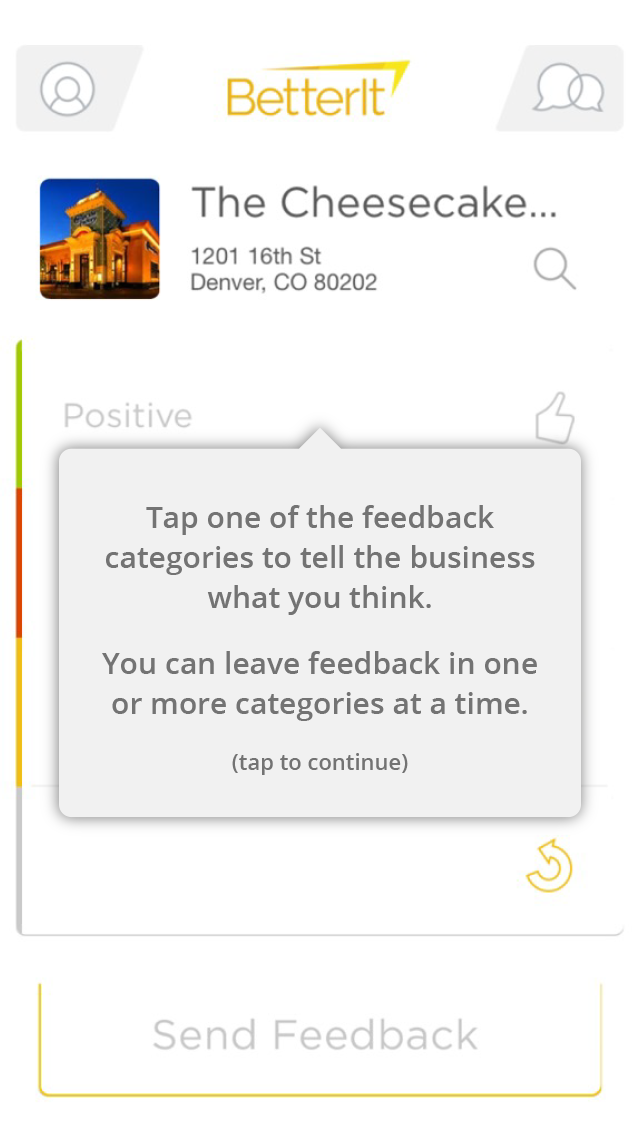 BetterIt
The Cheesecake...
1201 16th St
Denver, CO 80202
Positive
Tap one of the feedback
categories to tell the business
what you think.
You can leave feedback in one
or more categories at a time.
(tap to continue)
Send Feedback